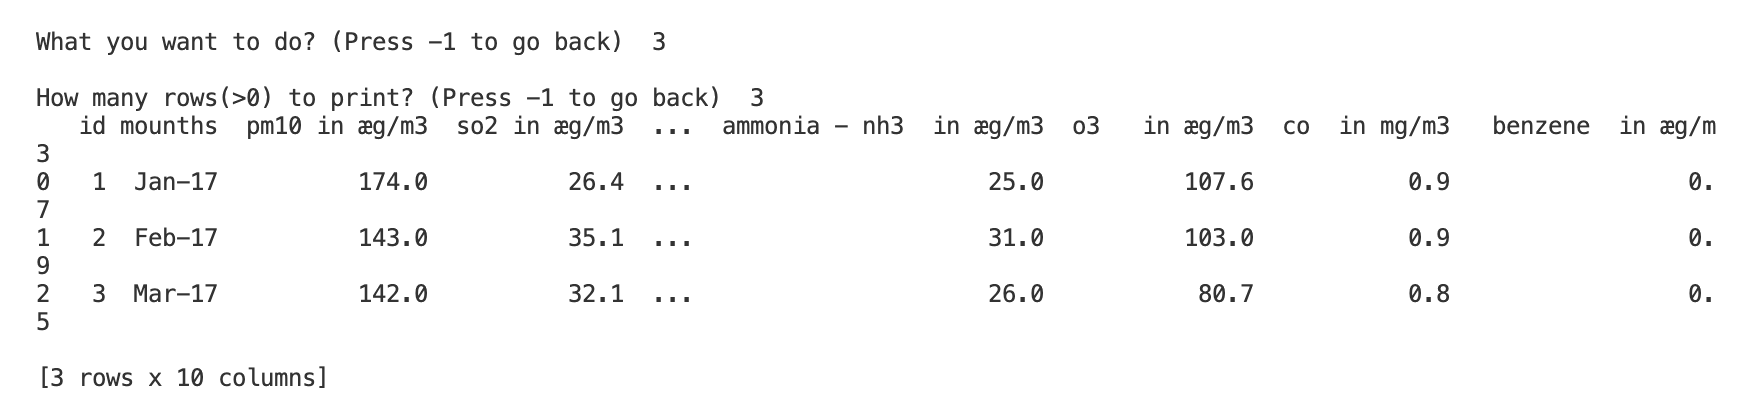 What you want to do? (Press -1 to go back)  3
How many rows(>0) to print? (Press -1 to go back)  3
   id mounths  pm10 in æg/m3  so2 in æg/m3  ...  ammonia - nh3  in æg/m3  o3   in æg/m3  co  in mg/m3   benzene  in æg/m
3
0   1  Jan-17          174.0          26.4  ...                     25.0          107.6           0.9                 0.
7
1   2  Feb-17          143.0          35.1  ...                     31.0          103.0           0.9                 0.
9
2   3  Mar-17          142.0          32.1  ...                     26.0           80.7           0.8                 0.
5
[3 rows x 10 columns]